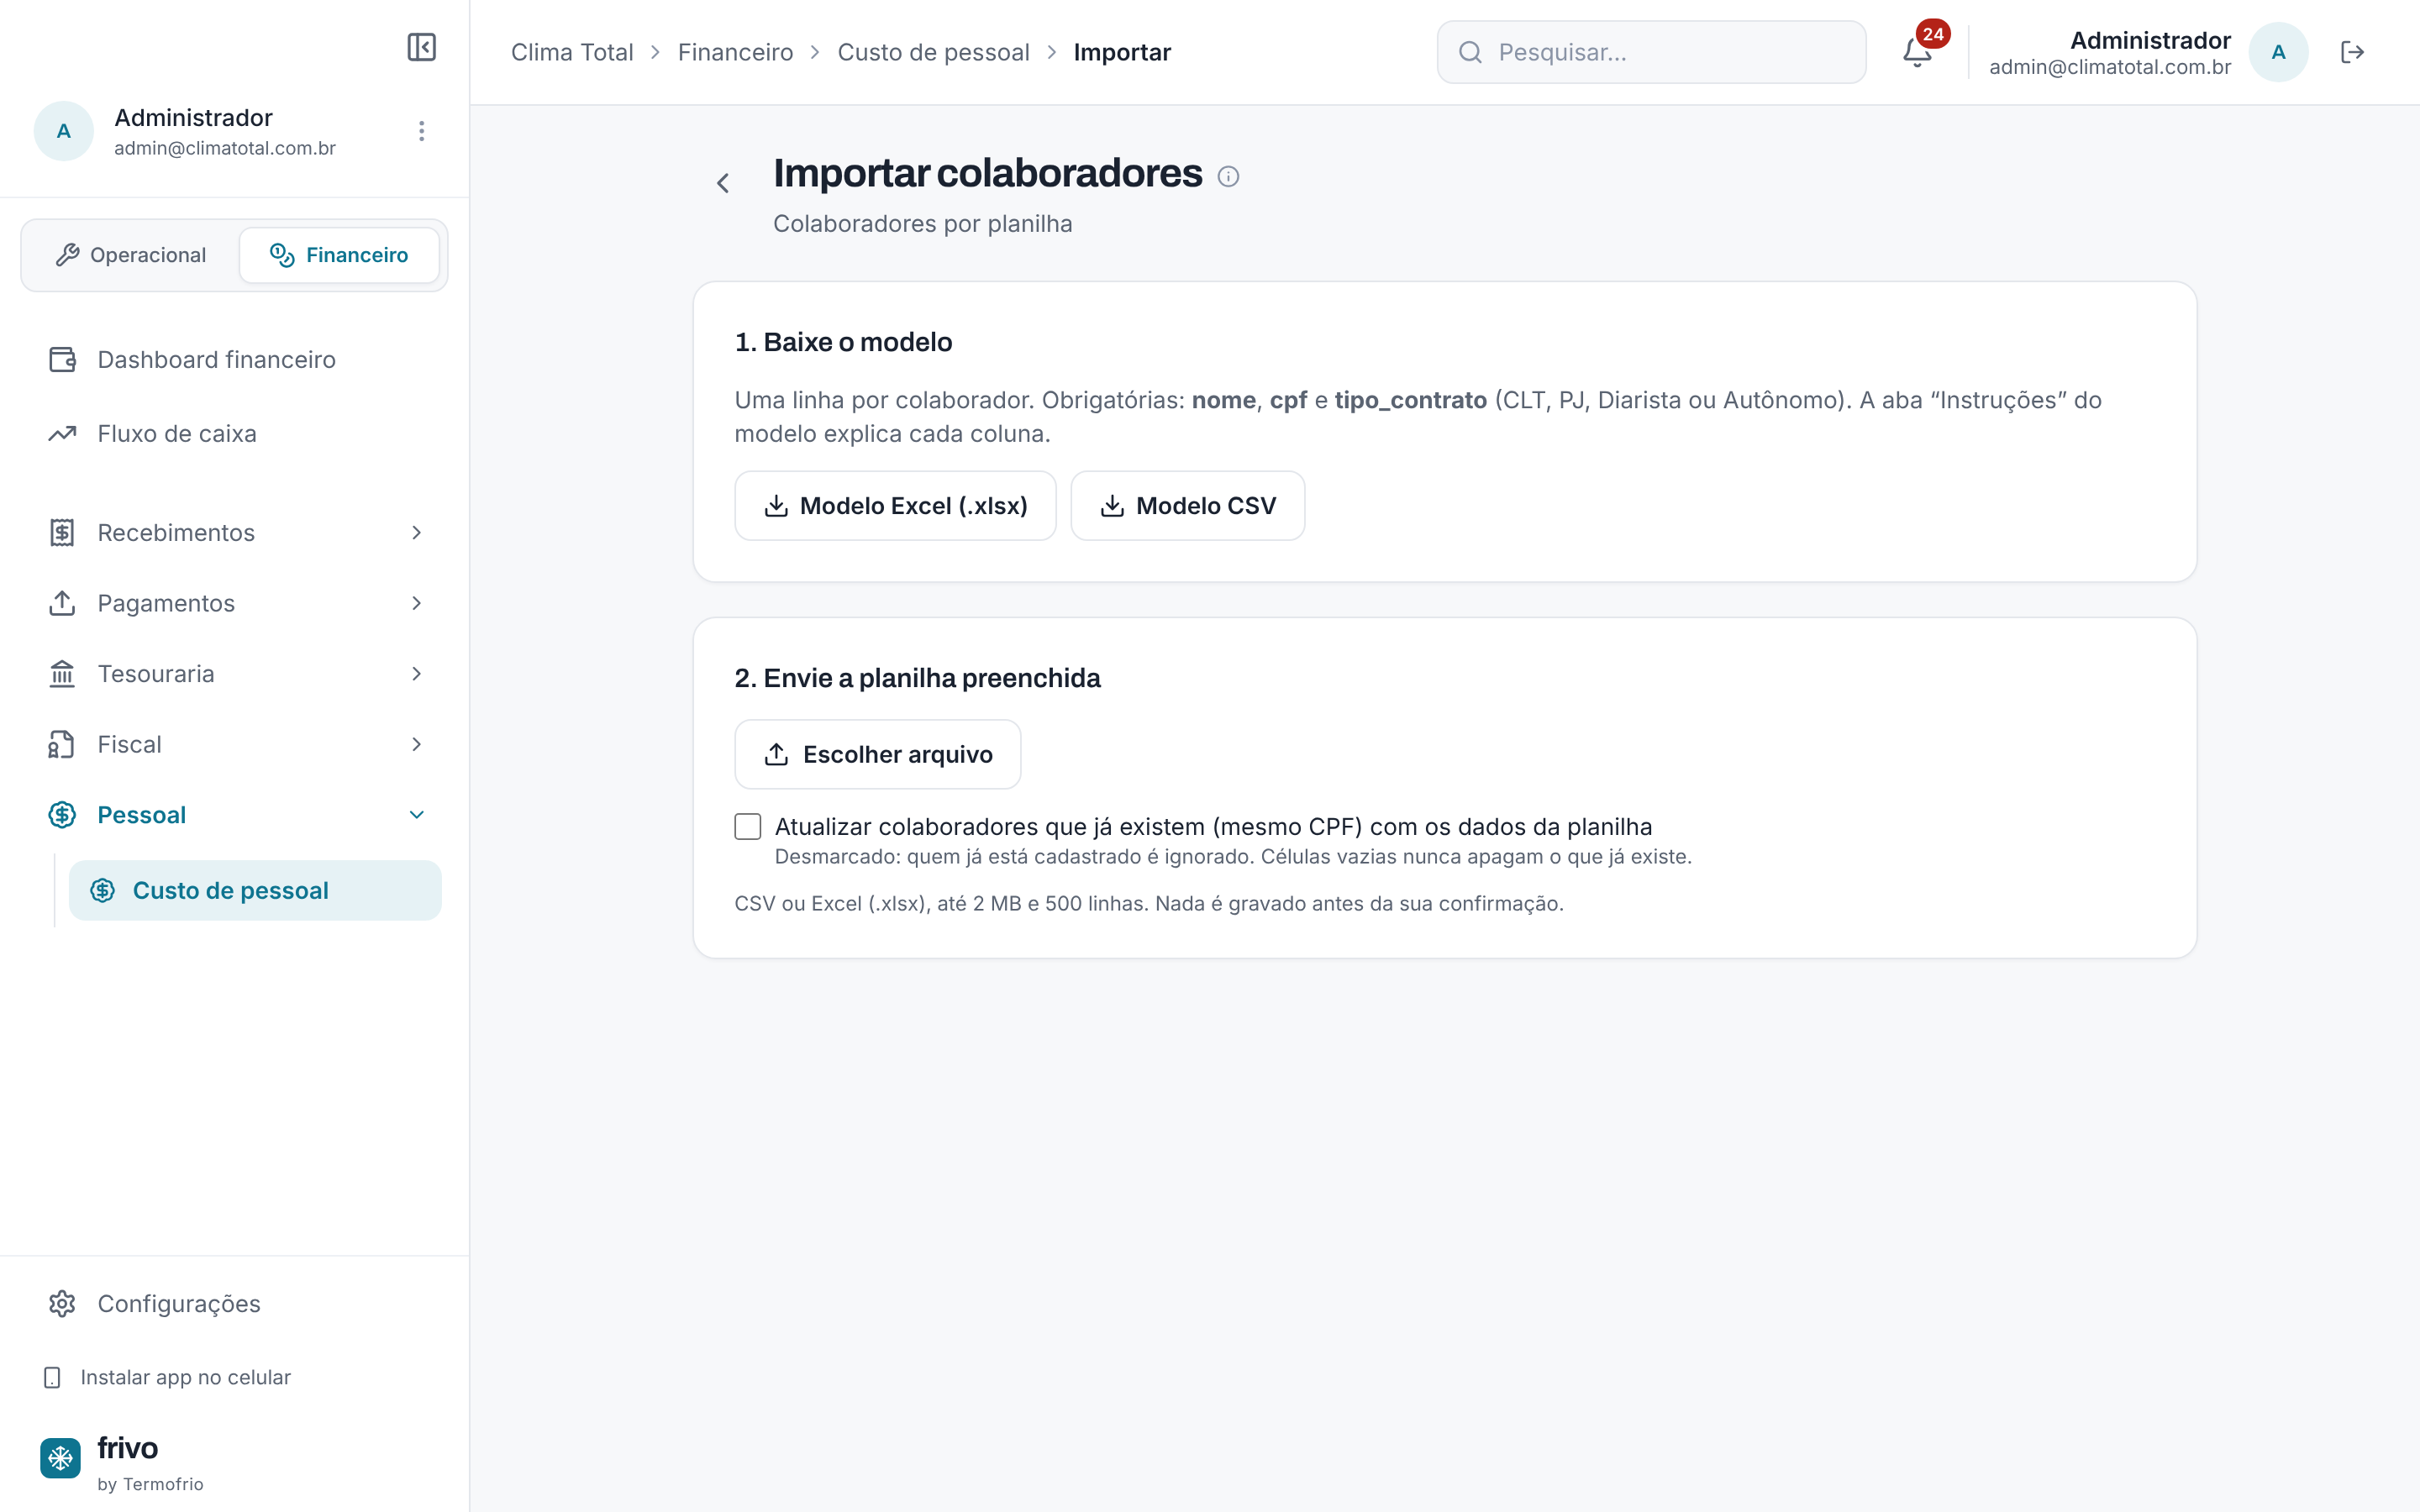 Administrador
admin@climatotal.com.br
Operacional
Financeiro
Dashboard financeiro
Fluxo de caixa
Recebimentos
Pagamentos
Tesouraria
Fiscal
Pessoal
Custo de pessoal
Configurações
Instalar app no celular
frivo
by Termofrio
Clima Total > Financeiro > Custo de pessoal > Importar
Pesquisar...
24
Administrador
admin@climatotal.com.br
A
A
Importar colaboradores
Colaboradores por planilha
1. Baixe o modelo
Uma linha por colaborador. Obrigatórias: nome, cpf e tipo_contrato (CLT, PJ, Diarista ou Autônomo). A aba “Instruções” do
modelo explica cada coluna.
Modelo Excel (.xlsx)
Modelo CSV
2. Envie a planilha preenchida
Escolher arquivo
Atualizar colaboradores que já existem (mesmo CPF) com os dados da planilha
Desmarcado: quem já está cadastrado é ignorado. Células vazias nunca apagam o que já existe.
CSV ou Excel (.xlsx), até 2 MB e 500 linhas. Nada é gravado antes da sua confirmação.